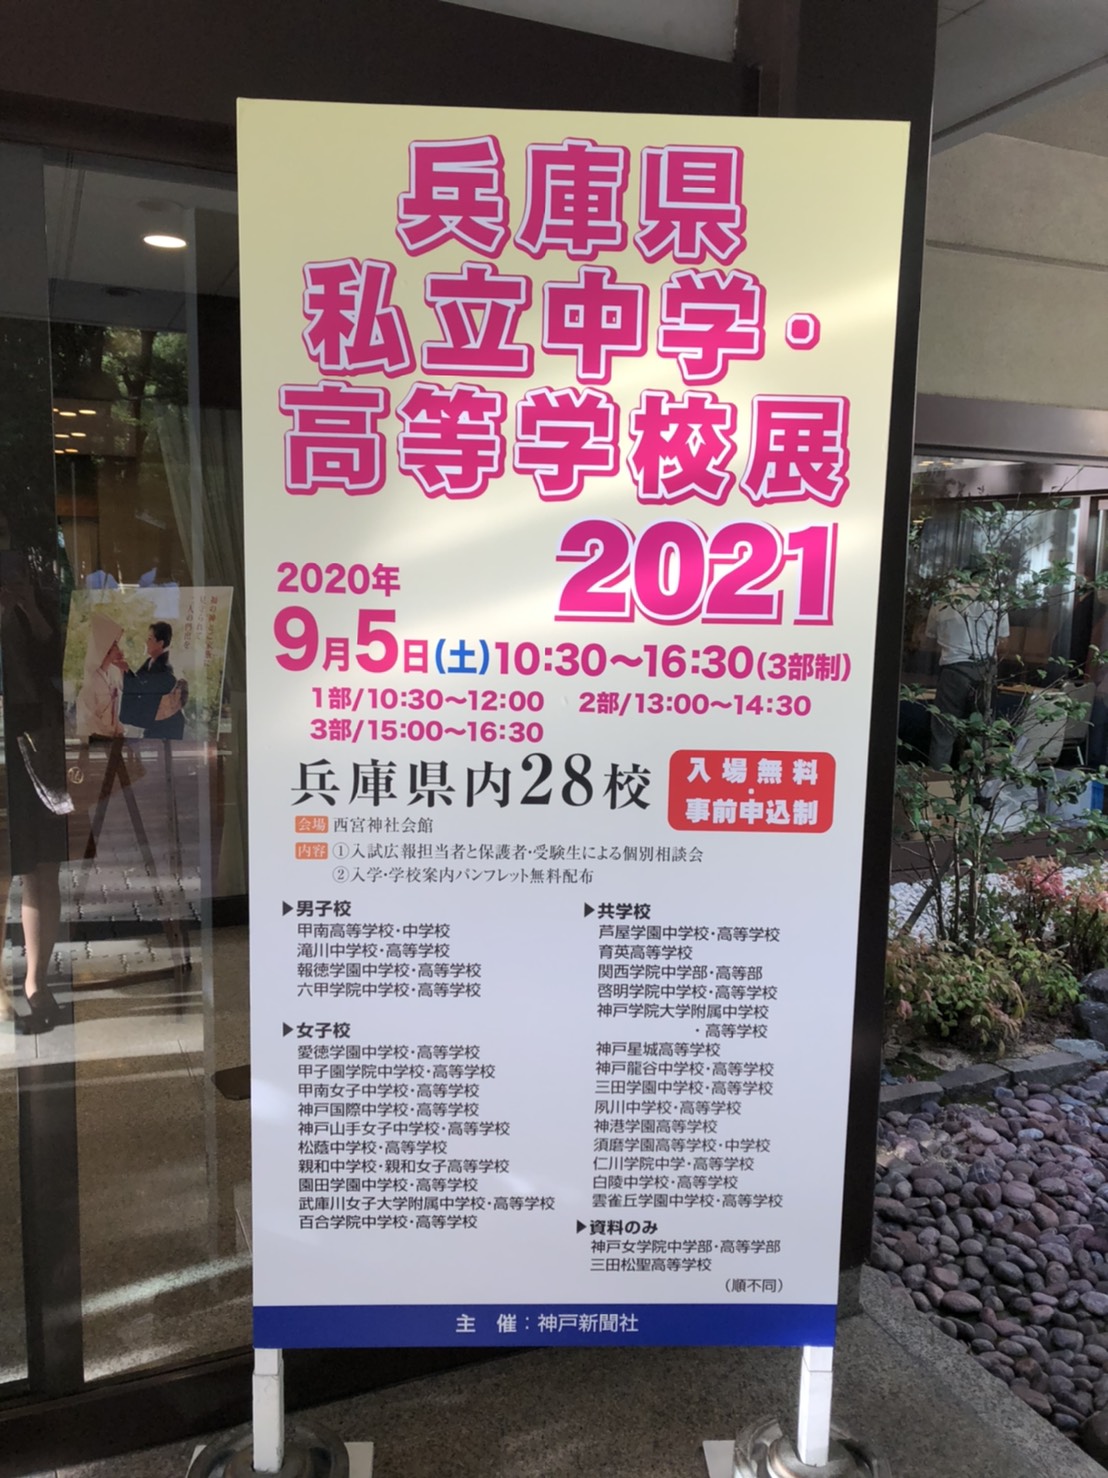 兵庫県
私立中学・
高等学校展
2021
2020年
9月5日(土)10:30〜16:30(3部制)
1部/10:30〜12:00 2部/13:00〜14:30
3部/15:00〜16:30
兵庫県内28校
入場無料
・
事前申込制
会場 西宮神社会館
内容 ①入試広報担当者と保護者・受験生による個別相談会
②入学・学校案内パンフレット無料配布
▶男子校
甲南高等学校・中学校
滝川中学校・高等学校
報徳学園中学校・高等学校
六甲学院中学校・高等学校
▶女子校
愛徳学園中学校・高等学校
甲子園学院中学校・高等学校
甲南女子中学校・高等学校
神戸国際中学校・高等学校
神戸山手女子中学校・高等学校
松蔭中学校・高等学校
親和中学校・親和女子高等学校
園田学園中学校・高等学校
武庫川女子大学附属中学校・高等学校
百合学院中学校・高等学校
▶共学校
芦屋学園中学校・高等学校
育英高等学校
関西学院中学部・高等部
啓明学院中学校・高等学校
神戸学院大学附属中学校
・高等学校
神戸星城高等学校
神戸龍谷中学校・高等学校
三田学園中学校・高等学校
夙川中学校・高等学校
神港学園高等学校
須磨学園高等学校・中学校
仁川学院中学・高等学校
白陵中学校・高等学校
雲雀丘学園中学校・高等学校
▶資料のみ
神戸女学院中学部・高等学部
三田松聖高等学校
(順不同)
主 催：神戸新聞社